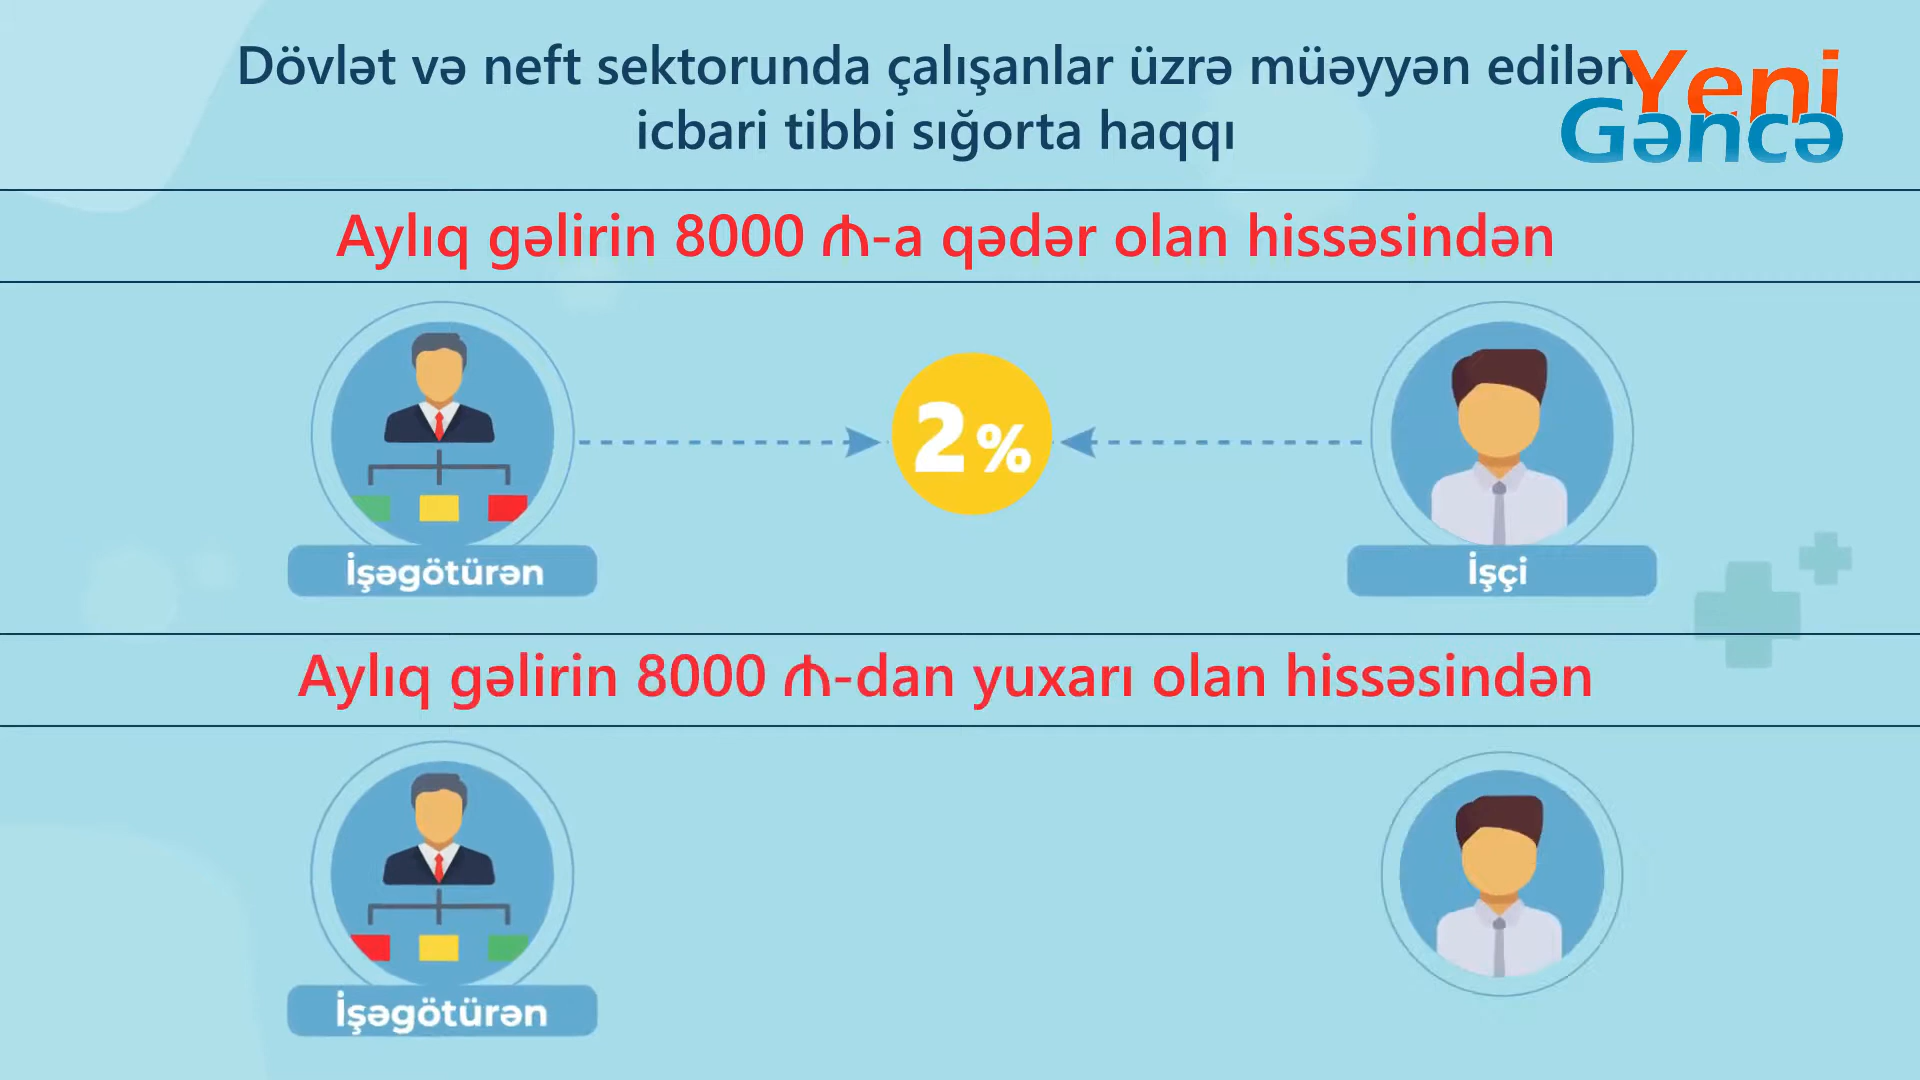 Dövlət və neft sektorunda çalışanlar üzrə müəyyən edilən
icbari tibbi sığorta haqqı
Yeni
Gəncə
Aylıq gəlirin 8000 ₼-a qədər olan hissəsindən
2%
İşəgötürən
İşçi
Aylıq gəlirin 8000 ₼-dan yuxarı olan hissəsindən
İşəgötürən